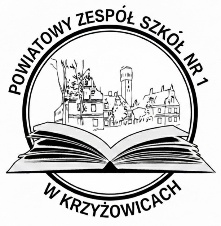 POWIATOWY ZESPÓŁ SZKÓŁ NR 1
W KRZYŻOWICACH